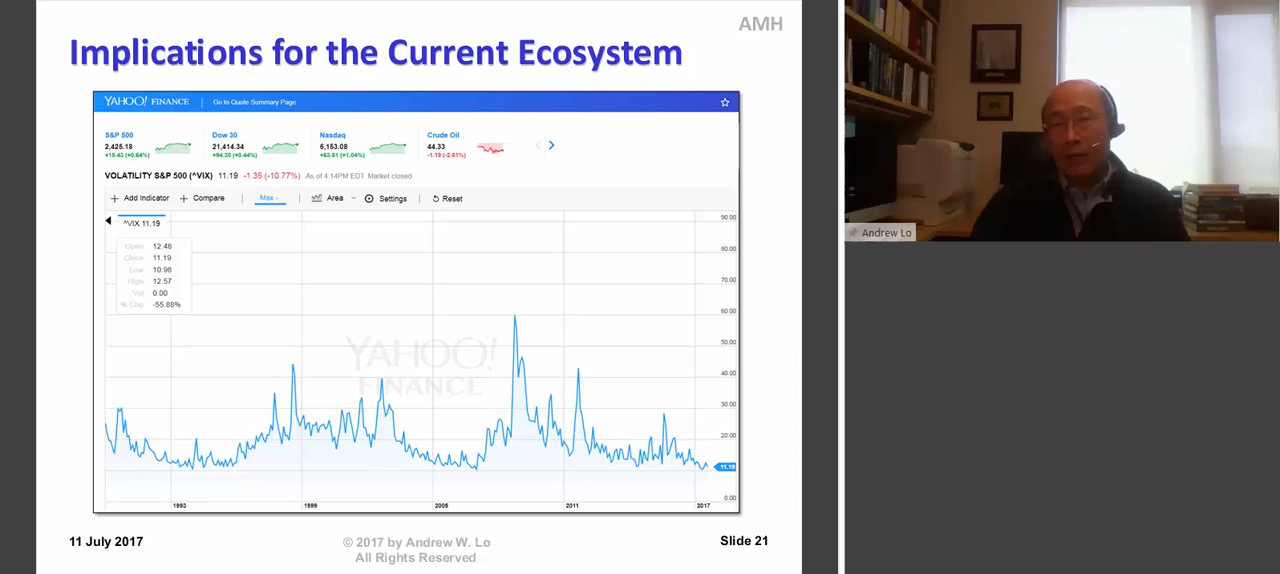 AMH
Implications for the Current Ecosystem
YAHOO! FINANCE | Go to Quote Summary Page
S&P 500 Dow 30 Nasdaq Crude Oil
2,425.18 21,414.34 6,153.08 44.33
+15.43 (+0.64%) +94.30 (+0.44%) +63.61 (+1.04%) -1.19 (-2.61%)
VOLATILITY S&P 500 (^VIX) 11.19 -1.35 (-10.77%) As of 4:14PM EDT. Market closed.
+ Add Indicator + Compare | Max | Area Settings Reset
^VIX 11.19
Open 12.48
Close 11.19
Low 10.98
High 12.57
Vol 0.00
% Chg -55.88%
90.00
80.00
70.00
60.00
50.00
40.00
30.00
20.00
11.19
0.00
YAHOO!
FINANCE
1993 1999 2005 2011 2017
11 July 2017
© 2017 by Andrew W. Lo
All Rights Reserved
Slide 21
Andrew Lo